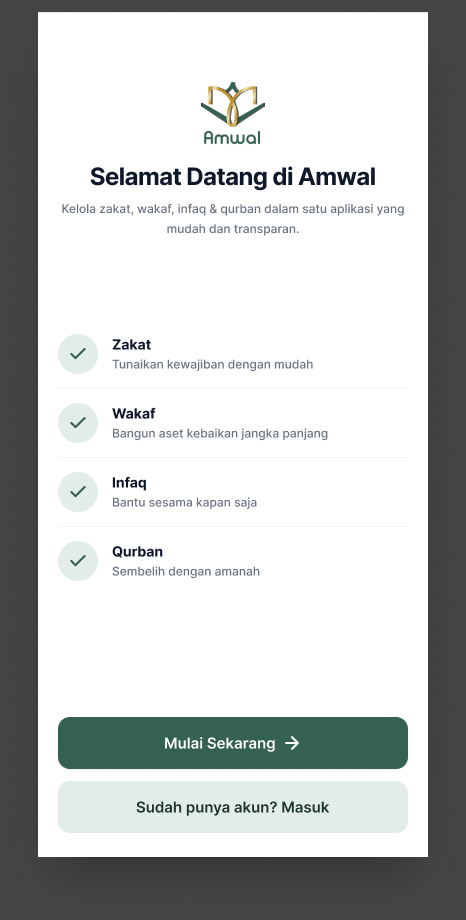 Amwal
Selamat Datang di Amwal
Kelola zakat, wakaf, infaq & qurban dalam satu aplikasi yang
mudah dan transparan.
Zakat
Tunaikan kewajiban dengan mudah
Wakaf
Bangun aset kebaikan jangka panjang
Infaq
Bantu sesama kapan saja
Qurban
Sembelih dengan amanah
Mulai Sekarang →
Sudah punya akun? Masuk